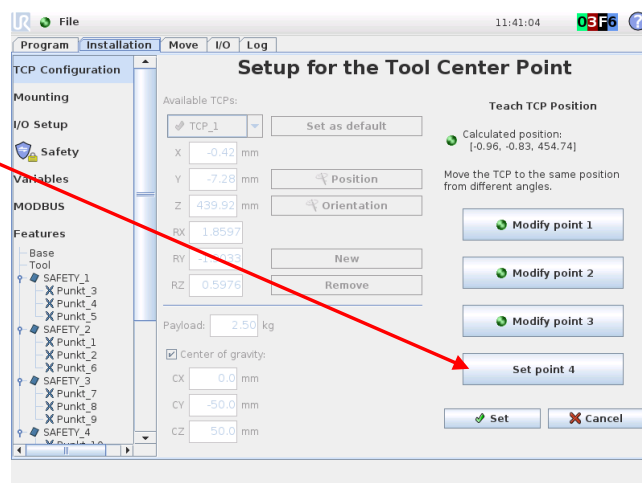 UR File 11:41:04 03F6 ?
Program Installation Move I/O Log
TCP Configuration
Mounting
I/O Setup
Safety
Variables
MODBUS
Features
Base
Tool
SAFETY_1
Punkt_3
Punkt_4
Punkt_5
SAFETY_2
Punkt_1
Punkt_2
Punkt_6
SAFETY_3
Punkt_7
Punkt_8
Punkt_9
SAFETY_4
Setup for the Tool Center Point
Available TCPs:
TCP_1 Set as default
X -0.42 mm
Y -7.28 mm Position
Z 439.92 mm Orientation
RX 1.8597
RY New
RZ 0.5976 Remove
Payload: 2.50 kg
Center of gravity:
CX 0.0 mm
CY -50.0 mm
CZ 50.0 mm
Teach TCP Position
Calculated position:
[-0.96, -0.83, 454.74]
Move the TCP to the same position
from different angles.
Modify point 1
Modify point 2
Modify point 3
Set point 4
Set Cancel